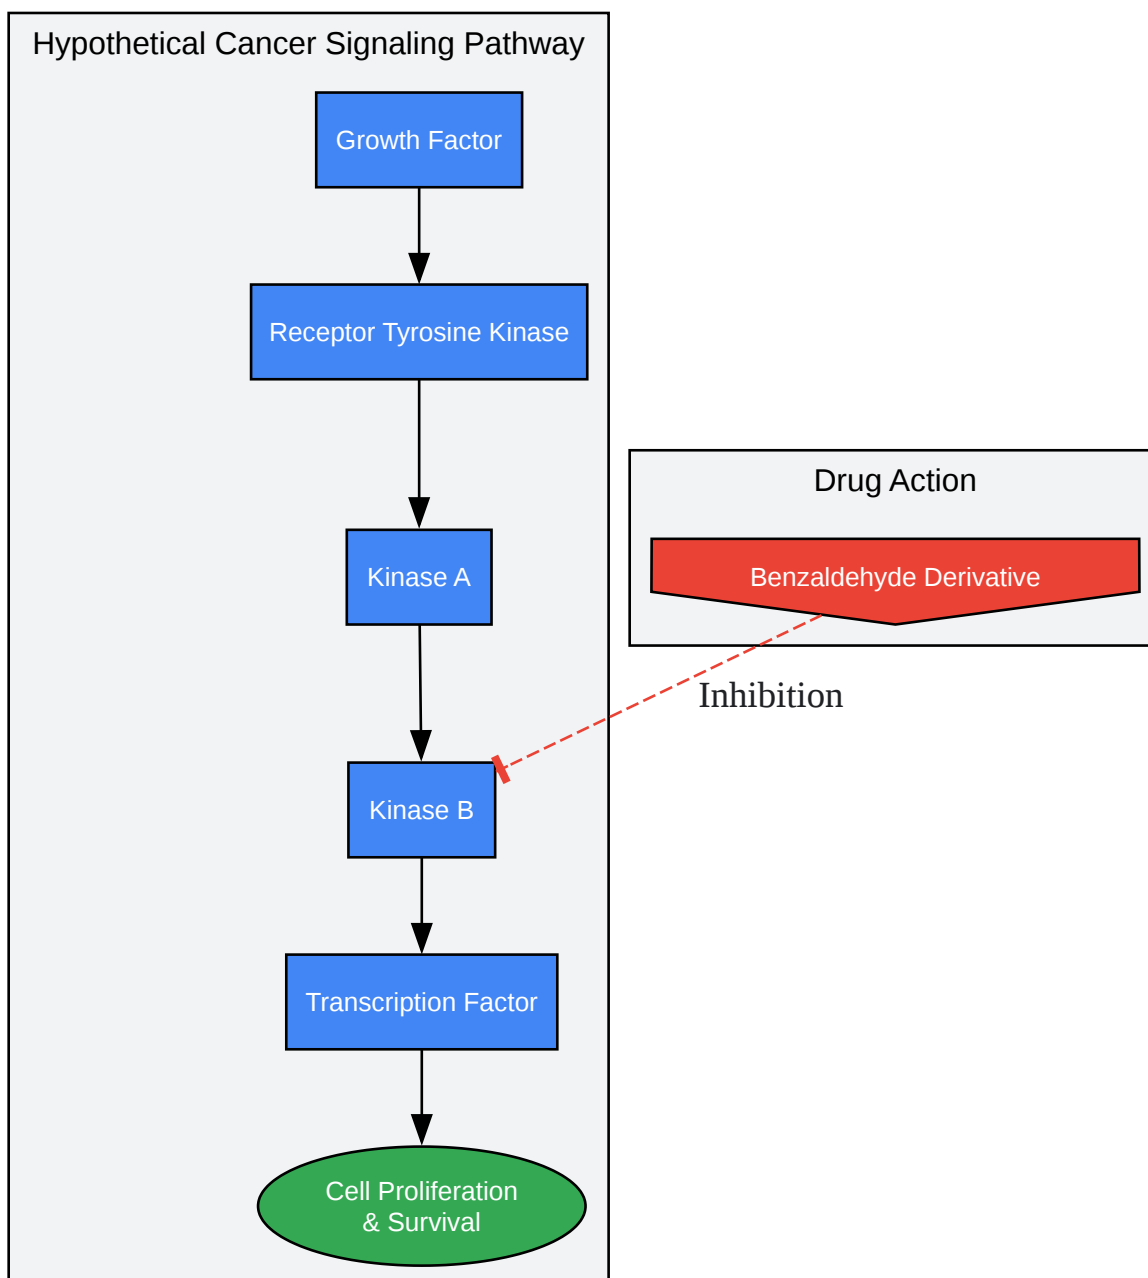 Hypothetical Cancer Signaling Pathway
Growth Factor
Receptor Tyrosine Kinase
Drug Action
Kinase A
Benzaldehyde Derivative
Inhibition
Kinase B
Transcription Factor
Cell Proliferation
& Survival